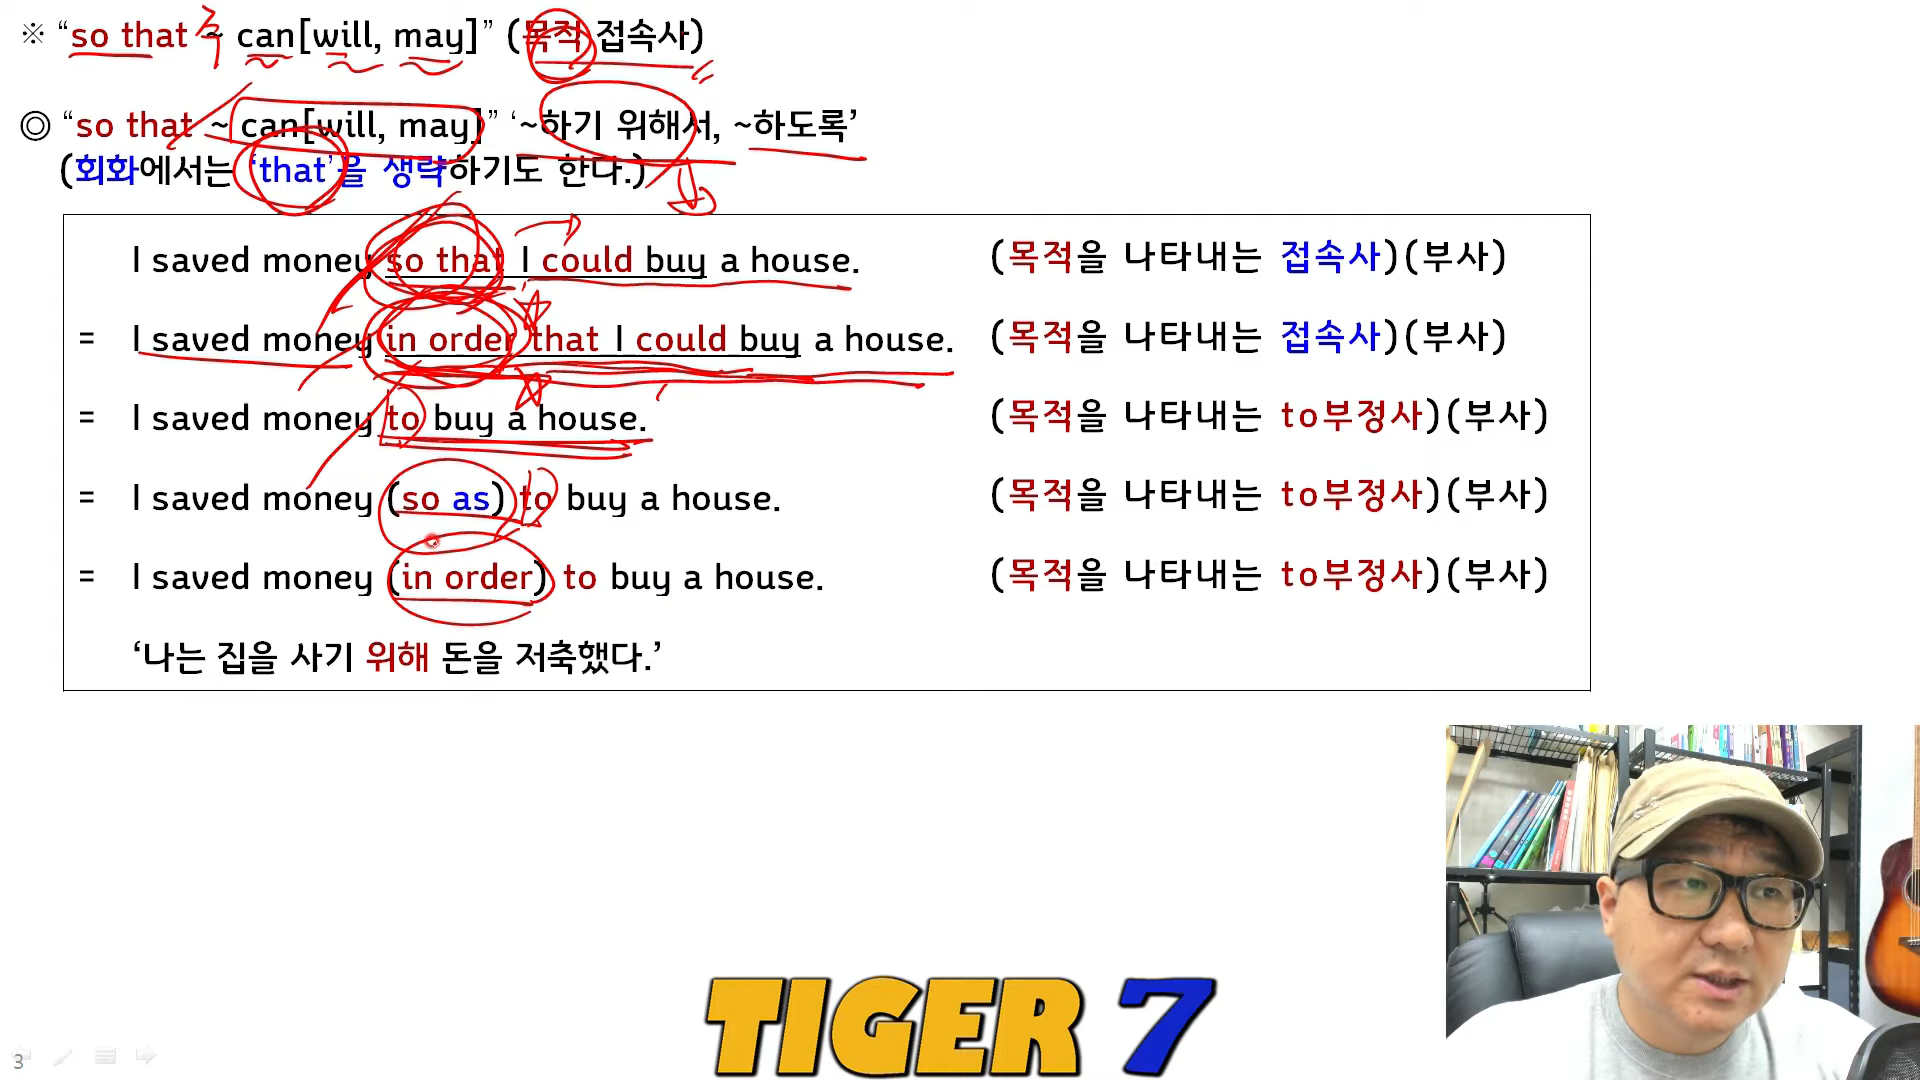 ※ “so that ~ can[will, may]” (목적 접속사)
주
◎ “so that ~ can[will, may]” ‘~하기 위해서, ~하도록’
(회화에서는 ‘that’을 생략하기도 한다.)
I saved money so that I could buy a house. (목적을 나타내는 접속사)(부사)
= I saved money in order that I could buy a house. (목적을 나타내는 접속사)(부사)
= I saved money to buy a house. (목적을 나타내는 to부정사)(부사)
= I saved money (so as) to buy a house. (목적을 나타내는 to부정사)(부사)
= I saved money (in order) to buy a house. (목적을 나타내는 to부정사)(부사)
‘나는 집을 사기 위해 돈을 저축했다.’
TIGER 7
3